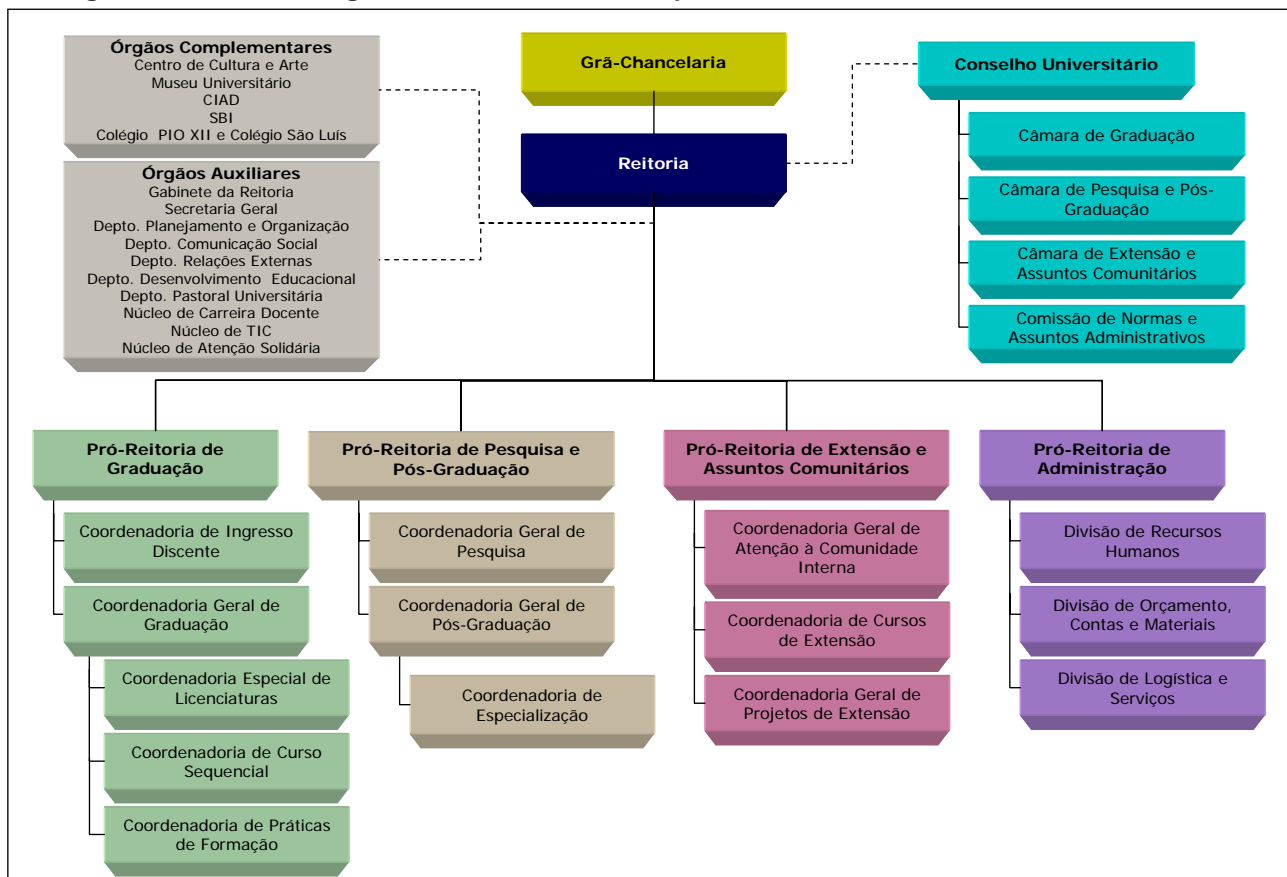 Órgãos Complementares
Centro de Cultura e Arte
Museu Universitário
CIAD
SBI
Colégio PIO XII e Colégio São Luís
Órgãos Auxiliares
Gabinete da Reitoria
Secretaria Geral
Depto. Planejamento e Organização
Depto. Comunicação Social
Depto. Relações Externas
Depto. Desenvolvimento Educacional
Depto. Pastoral Universitária
Núcleo de Carreira Docente
Núcleo de TIC
Núcleo de Atenção Solidária
Grã-Chancelaria
Reitoria
Conselho Universitário
Câmara de Graduação
Câmara de Pesquisa e Pós-
Graduação
Câmara de Extensão e
Assuntos Comunitários
Comissão de Normas e
Assuntos Administrativos
Pró-Reitoria de
Graduação
Coordenadoria de Ingresso
Discente
Coordenadoria Geral de
Graduação
Coordenadoria Especial de
Licenciaturas
Coordenadoria de Curso
Sequencial
Coordenadoria de Práticas
de Formação
Pró-Reitoria de Pesquisa e
Pós-Graduação
Coordenadoria Geral de
Pesquisa
Coordenadoria Geral de
Pós-Graduação
Coordenadoria de
Especialização
Pró-Reitoria de Extensão e
Assuntos Comunitários
Coordenadoria Geral de
Atenção à Comunidade
Interna
Coordenadoria de Cursos
de Extensão
Coordenadoria Geral de
Projetos de Extensão
Pró-Reitoria de
Administração
Divisão de Recursos
Humanos
Divisão de Orçamento,
Contas e Materiais
Divisão de Logística e
Serviços